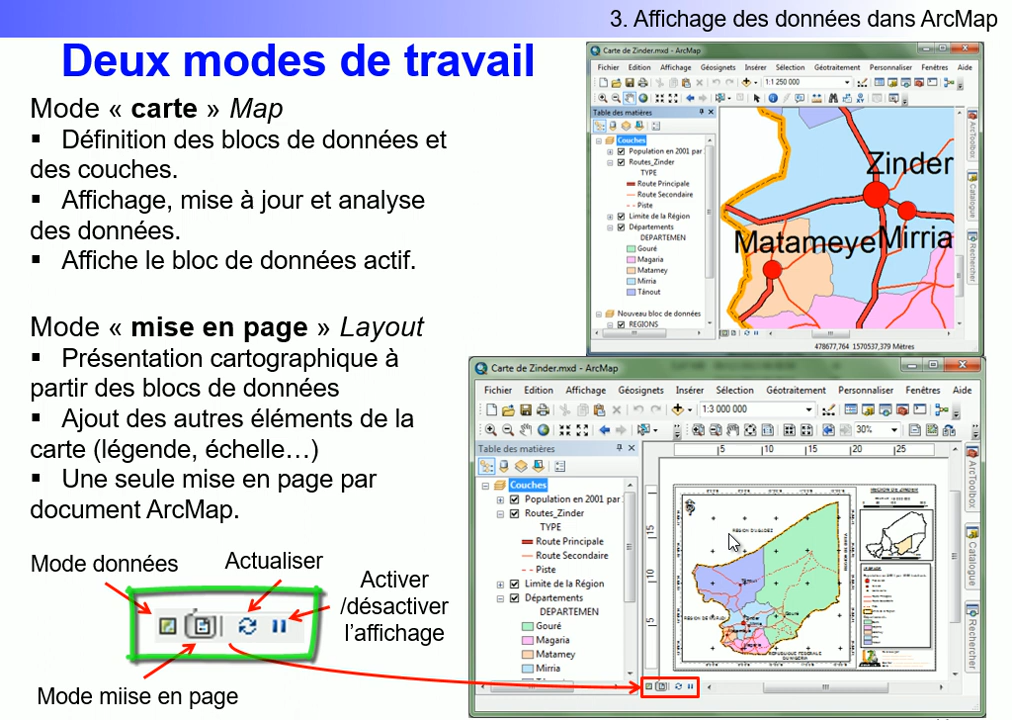 3. Affichage des données dans ArcMap
Deux modes de travail
Mode « carte » Map
▪ Définition des blocs de données et
des couches.
▪ Affichage, mise à jour et analyse
des données.
▪ Affiche le bloc de données actif.
Mode « mise en page » Layout
▪ Présentation cartographique à
partir des blocs de données
▪ Ajout des autres éléments de la
carte (légende, échelle…)
▪ Une seule mise en page par
document ArcMap.
Mode données
Actualiser
Activer
/désactiver
l'affichage
Mode miise en page
Carte de Zinder.mxd - ArcMap
Fichier Edition Affichage Géosignets Insérer Sélection Géotraitement Personnaliser Fenêtres Aide
1:1 250 000
Table des matières
Couches
Population en 2001 par
Routes_Zinder
TYPE
Route Principale
Route Secondaire
Piste
Limite de la Région
Départements
DEPARTEMEN
Gouré
Magaria
Matamey
Mirria
Tânout
Nouveau bloc de données
REGIONS
Zinder
Matameye
Mirria
ArcToolbox
Catalogue
Rechercher
478677,764 1570537,379 Mètres
Carte de Zinder.mxd - ArcMap
Fichier Edition Affichage Géosignets Insérer Sélection Géotraitement Personnaliser Fenêtres Aide
1:3 000 000
30%
Table des matières
Couches
Population en 2001 par
Routes_Zinder
TYPE
Route Principale
Route Secondaire
Piste
Limite de la Région
Départements
DEPARTEMEN
Gouré
Magaria
Matamey
Mirria
5 10 15 20 25
15
10
5
ArcToolbox
Catalogue
Rechercher